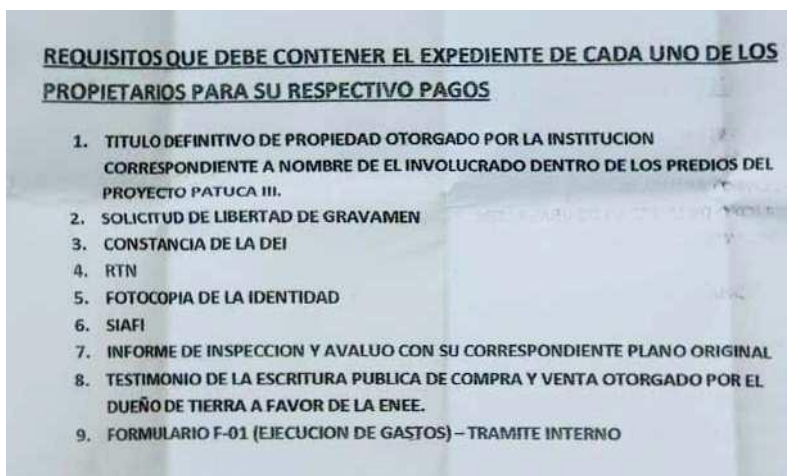 REQUISITOS QUE DEBE CONTENER EL EXPEDIENTE DE CADA UNO DE LOS
PROPIETARIOS PARA SU RESPECTIVO PAGOS
1. TITULO DEFINITIVO DE PROPIEDAD OTORGADO POR LA INSTITUCION
CORRESPONDIENTE A NOMBRE DE EL INVOLUCRADO DENTRO DE LOS PREDIOS DEL
PROYECTO PATUCA III.
2. SOLICITUD DE LIBERTAD DE GRAVAMEN
3. CONSTANCIA DE LA DEI
4. RTN
5. FOTOCOPIA DE LA IDENTIDAD
6. SIAFI
7. INFORME DE INSPECCION Y AVALUO CON SU CORRESPONDIENTE PLANO ORIGINAL
8. TESTIMONIO DE LA ESCRITURA PUBLICA DE COMPRA Y VENTA OTORGADO POR EL
DUEÑO DE TIERRA A FAVOR DE LA ENEE.
9. FORMULARIO F-01 (EJECUCION DE GASTOS) – TRAMITE INTERNO